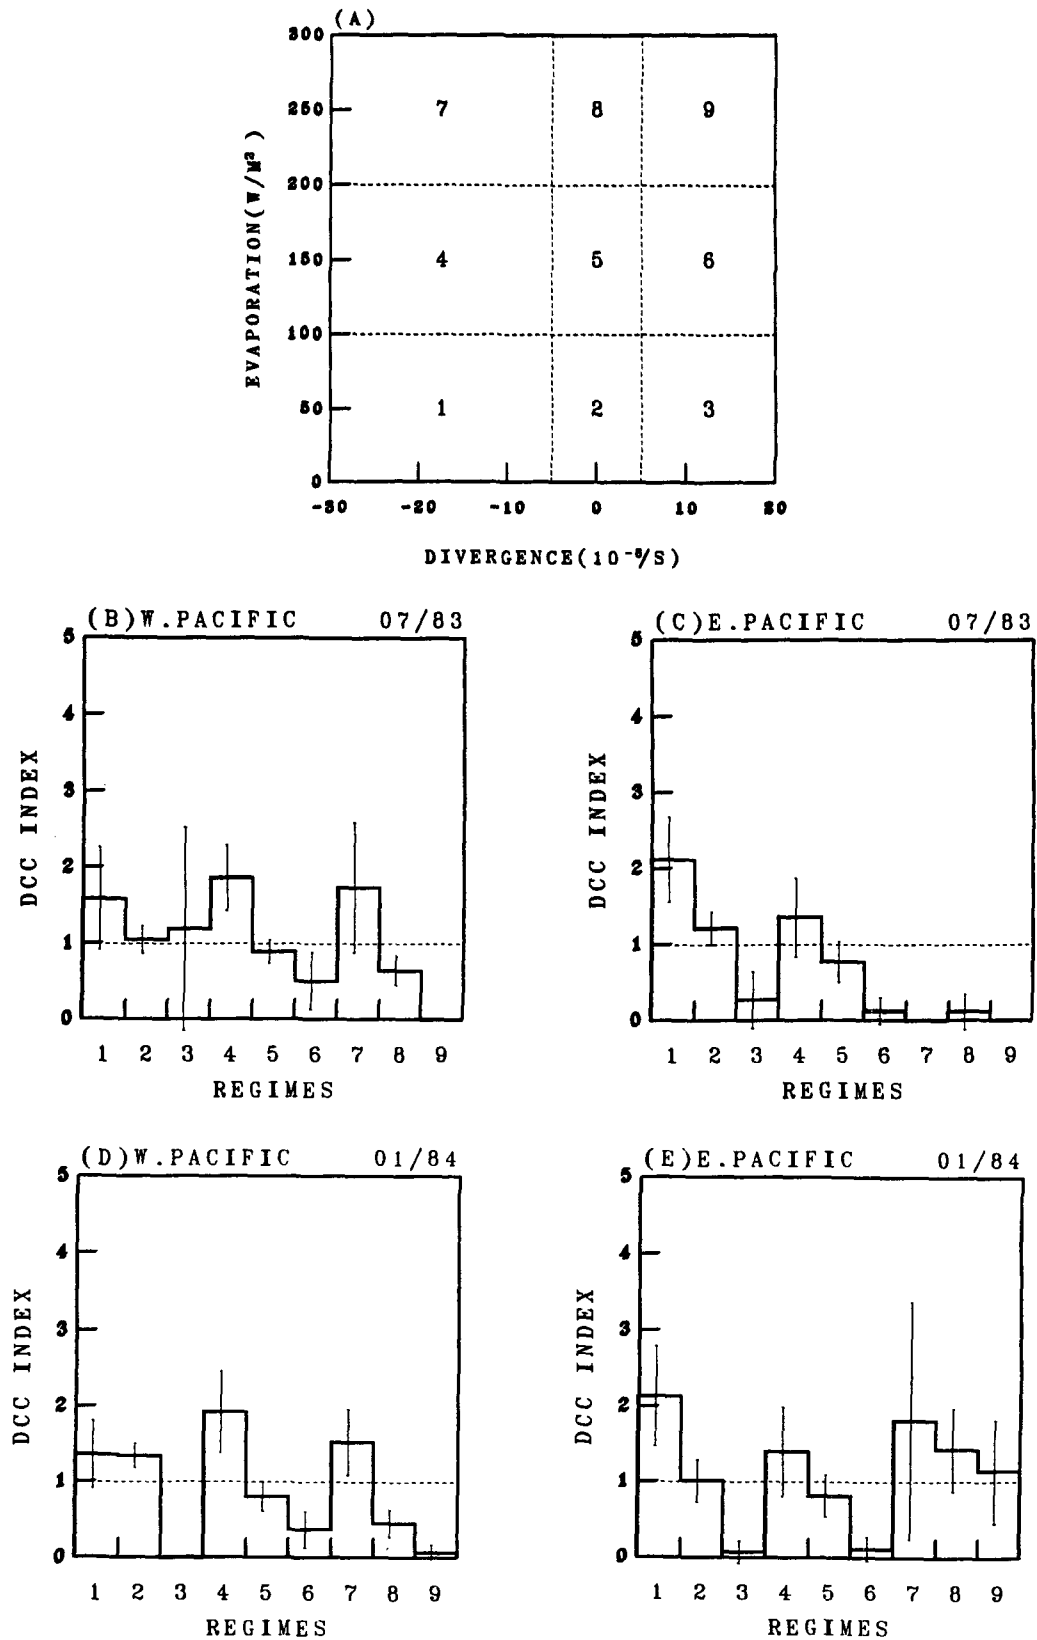 (A)
300
250
200
150
100
50
0
7 8 9
4 5 6
1 2 3
EVAPORATION(W/M²)
-30 -20 -10 0 10 20
DIVERGENCE(10⁻⁶/S)
(B)W.PACIFIC 07/83
5
4
3
2
1
0
DCC INDEX
1 2 3 4 5 6 7 8 9
REGIMES
(C)E.PACIFIC 07/83
5
4
3
2
1
0
DCC INDEX
1 2 3 4 5 6 7 8 9
REGIMES
(D)W.PACIFIC 01/84
5
4
3
2
1
0
DCC INDEX
1 2 3 4 5 6 7 8 9
REGIMES
(E)E.PACIFIC 01/84
5
4
3
2
1
0
DCC INDEX
1 2 3 4 5 6 7 8 9
REGIMES